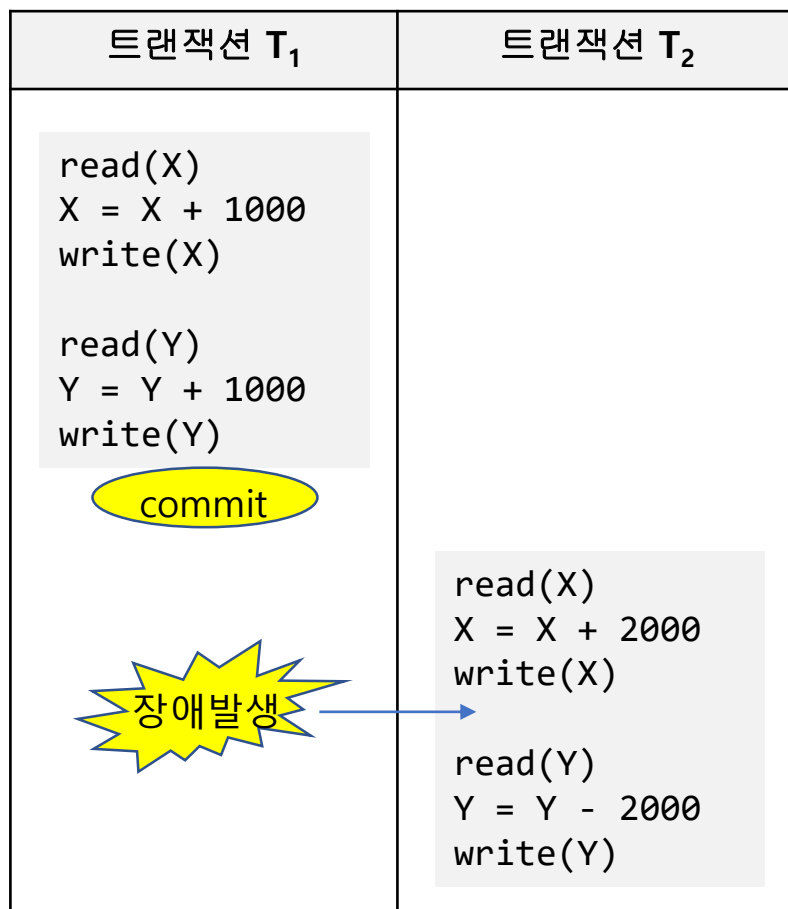 트랜잭션 T₁
트랜잭션 T₂
read(X)
X = X + 1000
write(X)
read(Y)
Y = Y + 1000
write(Y)
commit
장애발생
read(X)
X = X + 2000
write(X)
read(Y)
Y = Y - 2000
write(Y)